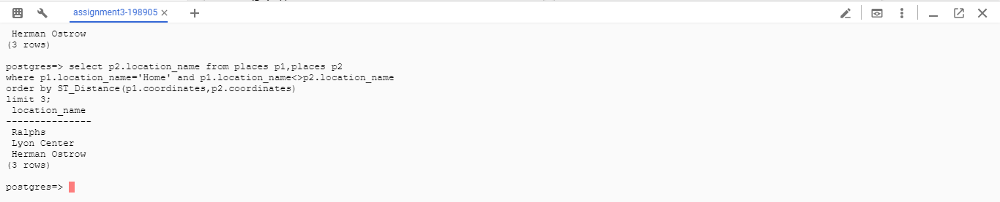 assignment3-198905
Herman Ostrow
(3 rows)
postgres=> select p2.location_name from places p1,places p2
where p1.location_name='Home' and p1.location_name<>p2.location_name
order by ST_Distance(p1.coordinates,p2.coordinates)
limit 3;
location_name
---------------
Ralphs
Lyon Center
Herman Ostrow
(3 rows)
postgres=>